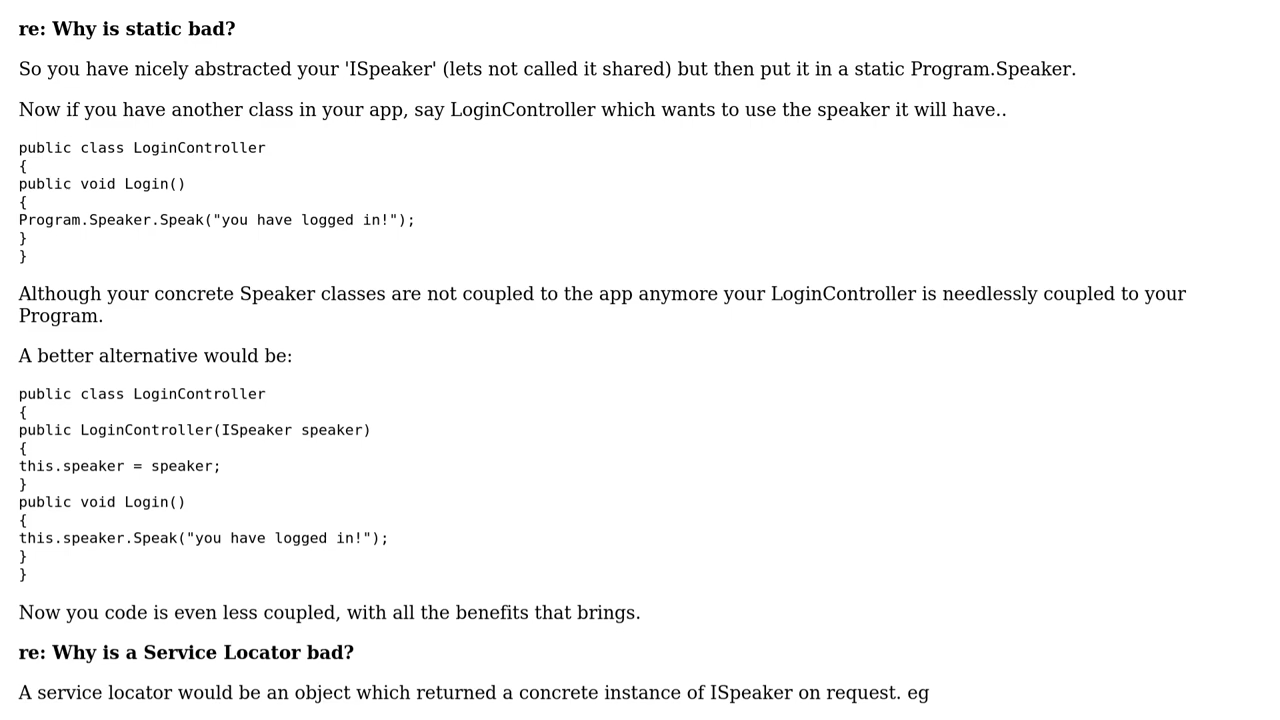 re: Why is static bad?
So you have nicely abstracted your 'ISpeaker' (lets not called it shared) but then put it in a static Program.Speaker.
Now if you have another class in your app, say LoginController which wants to use the speaker it will have..
public class LoginController
{
public void Login()
{
Program.Speaker.Speak("you have logged in!");
}
}
Although your concrete Speaker classes are not coupled to the app anymore your LoginController is needlessly coupled to your
Program.
A better alternative would be:
public class LoginController
{
public LoginController(ISpeaker speaker)
{
this.speaker = speaker;
}
public void Login()
{
this.speaker.Speak("you have logged in!");
}
}
Now you code is even less coupled, with all the benefits that brings.
re: Why is a Service Locator bad?
A service locator would be an object which returned a concrete instance of ISpeaker on request. eg